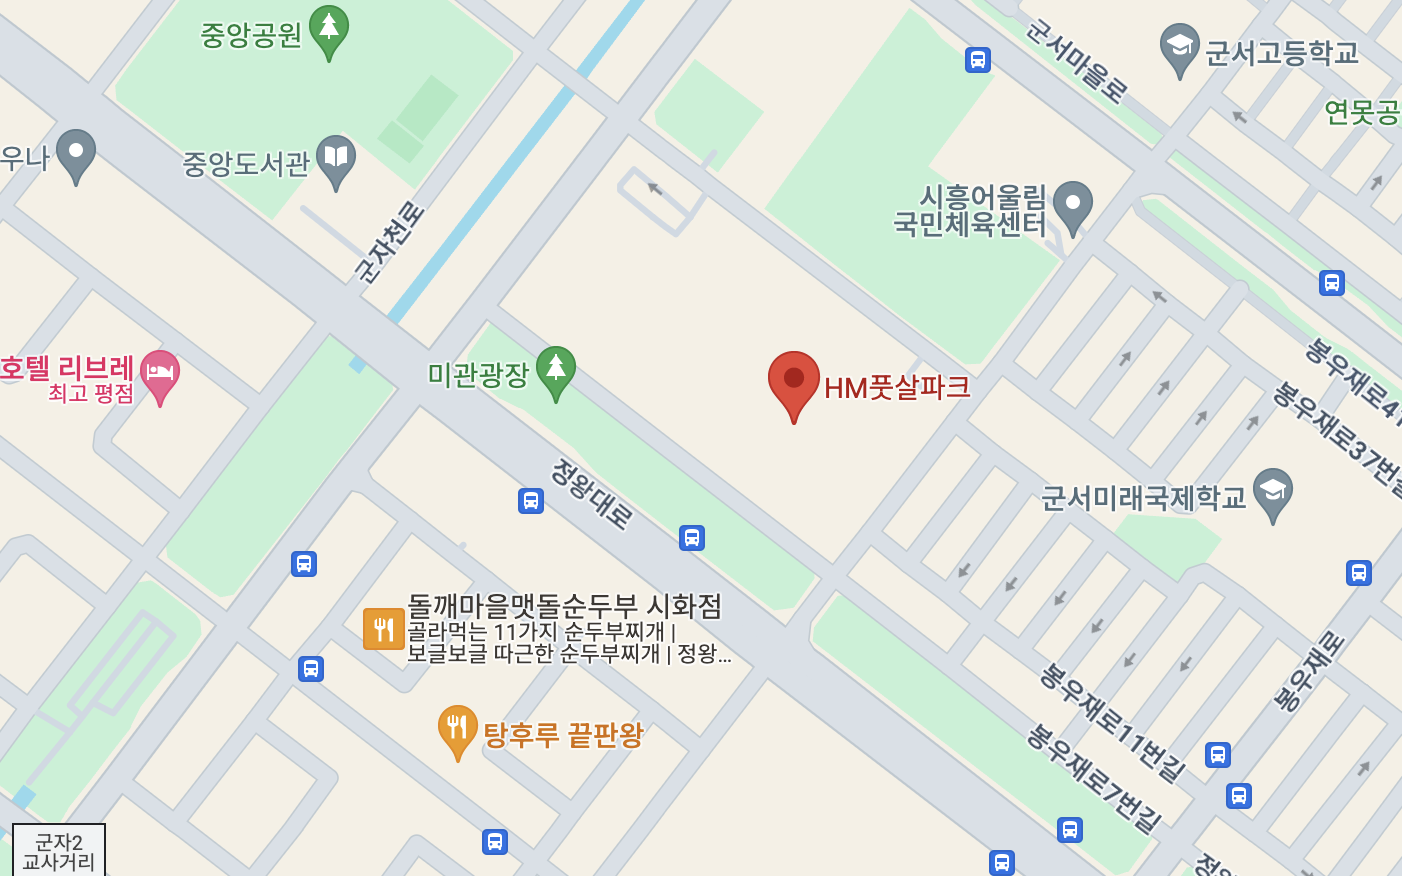 중앙공원
군서마을로
군서고등학교
연못공
우나
중앙도서관
시흥어울림
국민체육센터
군자천로
호텔 리브레
최고 평점
미관광장
HM풋살파크
봉우재로41
봉우재로37번길
정왕대로
군서미래국제학교
돌깨마을맷돌순두부 시화점
골라먹는 11가지 순두부찌개 |
보글보글 따근한 순두부찌개 | 정왕...
봉우재로
봉우재로11번길
탕후루 끝판왕
봉우재로7번길
군자2
교사거리
정왕